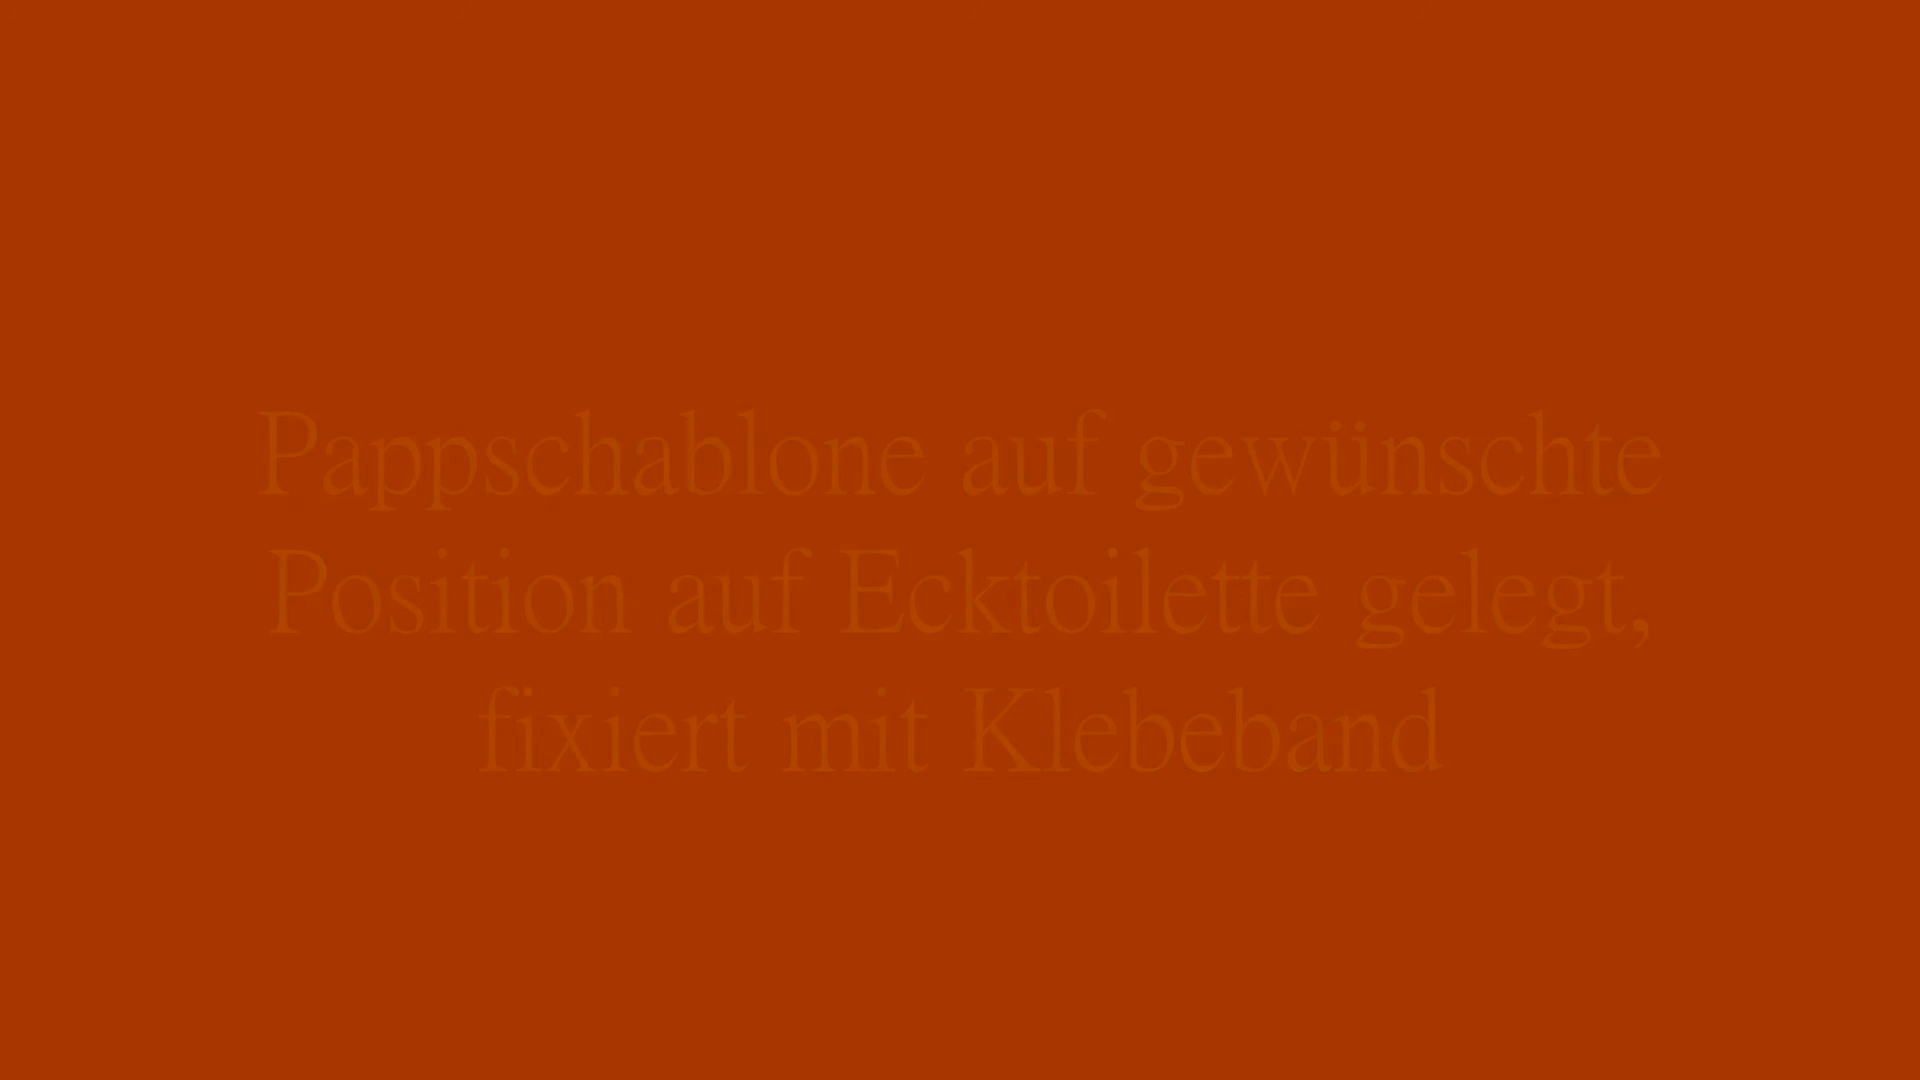 Pappschablone auf gewünschte
Position auf Ecktoilette gelegt,
fixiert mit Klebeband